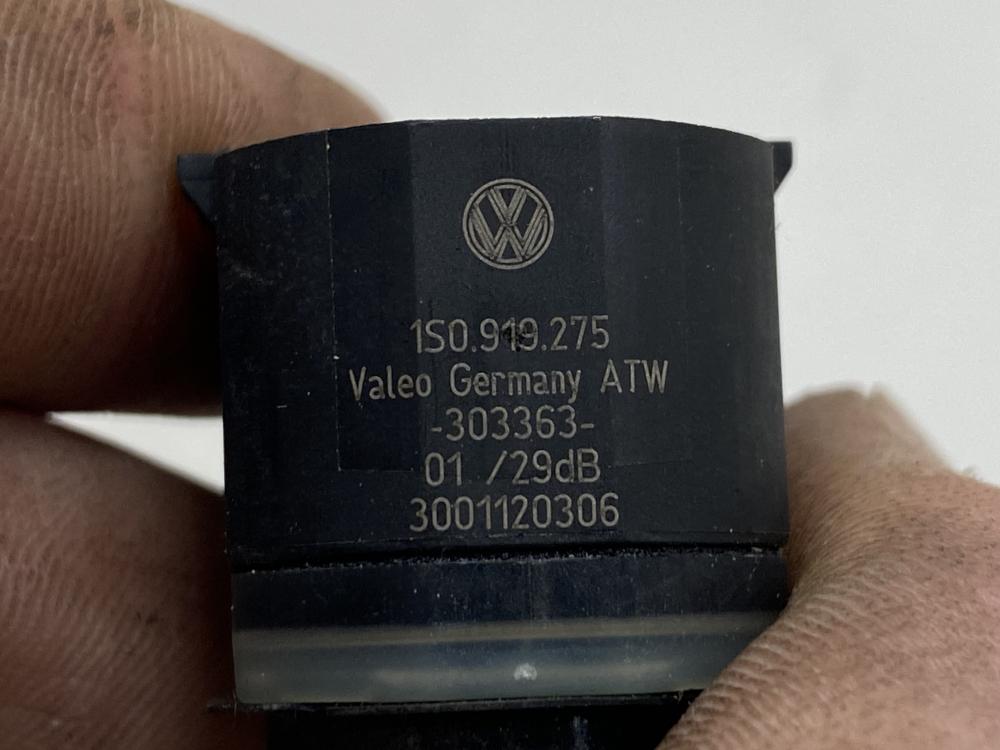 1S0.919.275
Valeo Germany ATW
-303363-
01 /29dB
3001120306